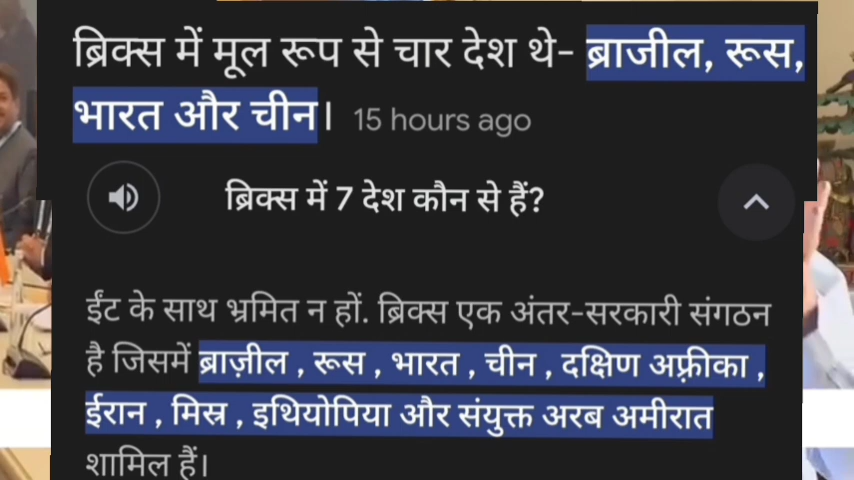 ब्रिक्स में मूल रूप से चार देश थे- ब्राजील, रूस,
भारत और चीन। 15 hours ago
ब्रिक्स में 7 देश कौन से हैं?
ईंट के साथ भ्रमित न हों. ब्रिक्स एक अंतर-सरकारी संगठन
है जिसमें ब्राज़ील , रूस , भारत , चीन , दक्षिण अफ़्रीका ,
ईरान , मिस्र , इथियोपिया और संयुक्त अरब अमीरात
शामिल हैं।